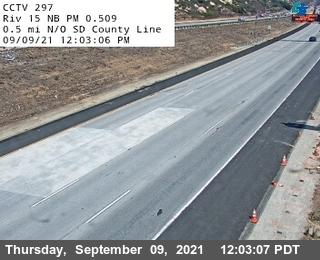 CCTV 297
Riv 15 NB PM 0.509
0.5 mi N/O SD County Line
09/09/21 12:03:06 PM
Thursday, September 09, 2021 12:03:07 PDT